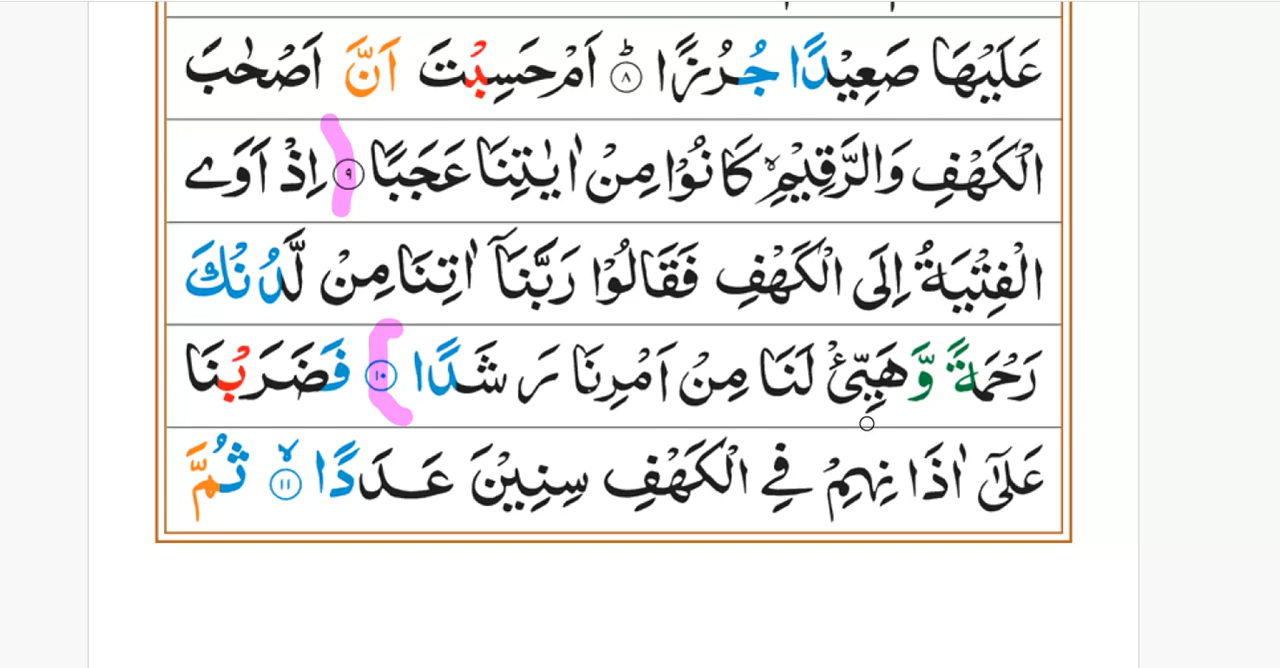 عَلَيْهَا صَعِيْدًا جُرُزًا ؕ ۸ اَمْ حَسِبْتَ اَنَّ اَصْحٰبَ
الْكَهْفِ وَالرَّقِيْمِ ۙ كَانُوْا مِنْ اٰيٰتِنَا عَجَبًا ۹ اِذْ اَوَے
الْفِتْيَةُ اِلَى الْكَهْفِ فَقَالُوْا رَبَّنَاۤ اٰتِنَا مِنْ لَّدُنْكَ
رَحْمَةً وَّهَيِّئْ لَنَا مِنْ اَمْرِنَا رَشَدًا ۱۰ فَضَرَبْنَا
عَلٰۤى اٰذَانِهِمْ فِے الْكَهْفِ سِنِيْنَ عَدَدًا ۙ ۱۱ ثُمَّ